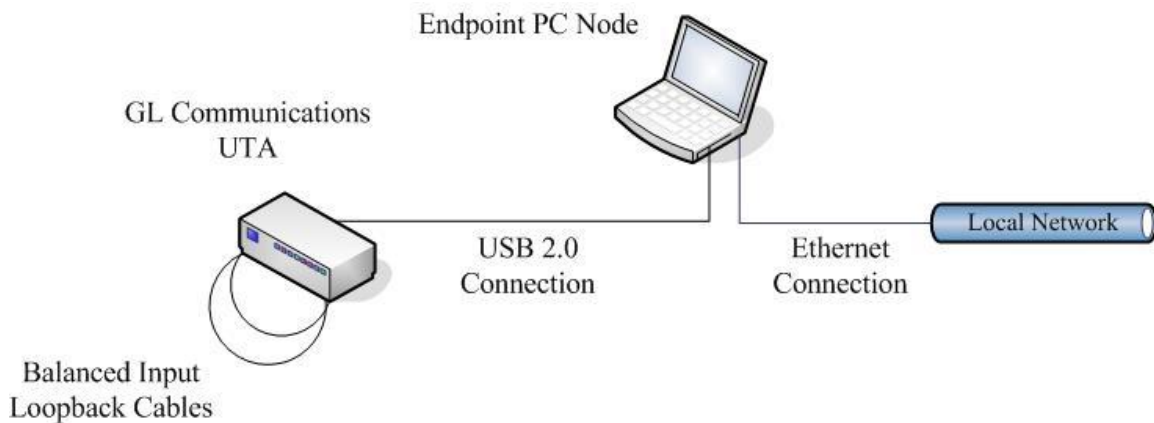 Endpoint PC Node
GL Communications
UTA
Local Network
USB 2.0
Connection
Ethernet
Connection
Balanced Input
Loopback Cables